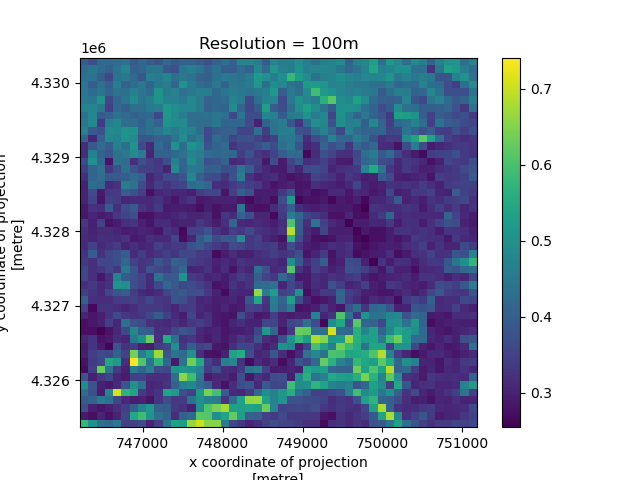 Resolution = 100m
1e6
4.330
4.329
4.328
4.327
4.326
y coordinate of projection
[metre]
747000 748000 749000 750000 751000
x coordinate of projection
[metre]
0.7
0.6
0.5
0.4
0.3